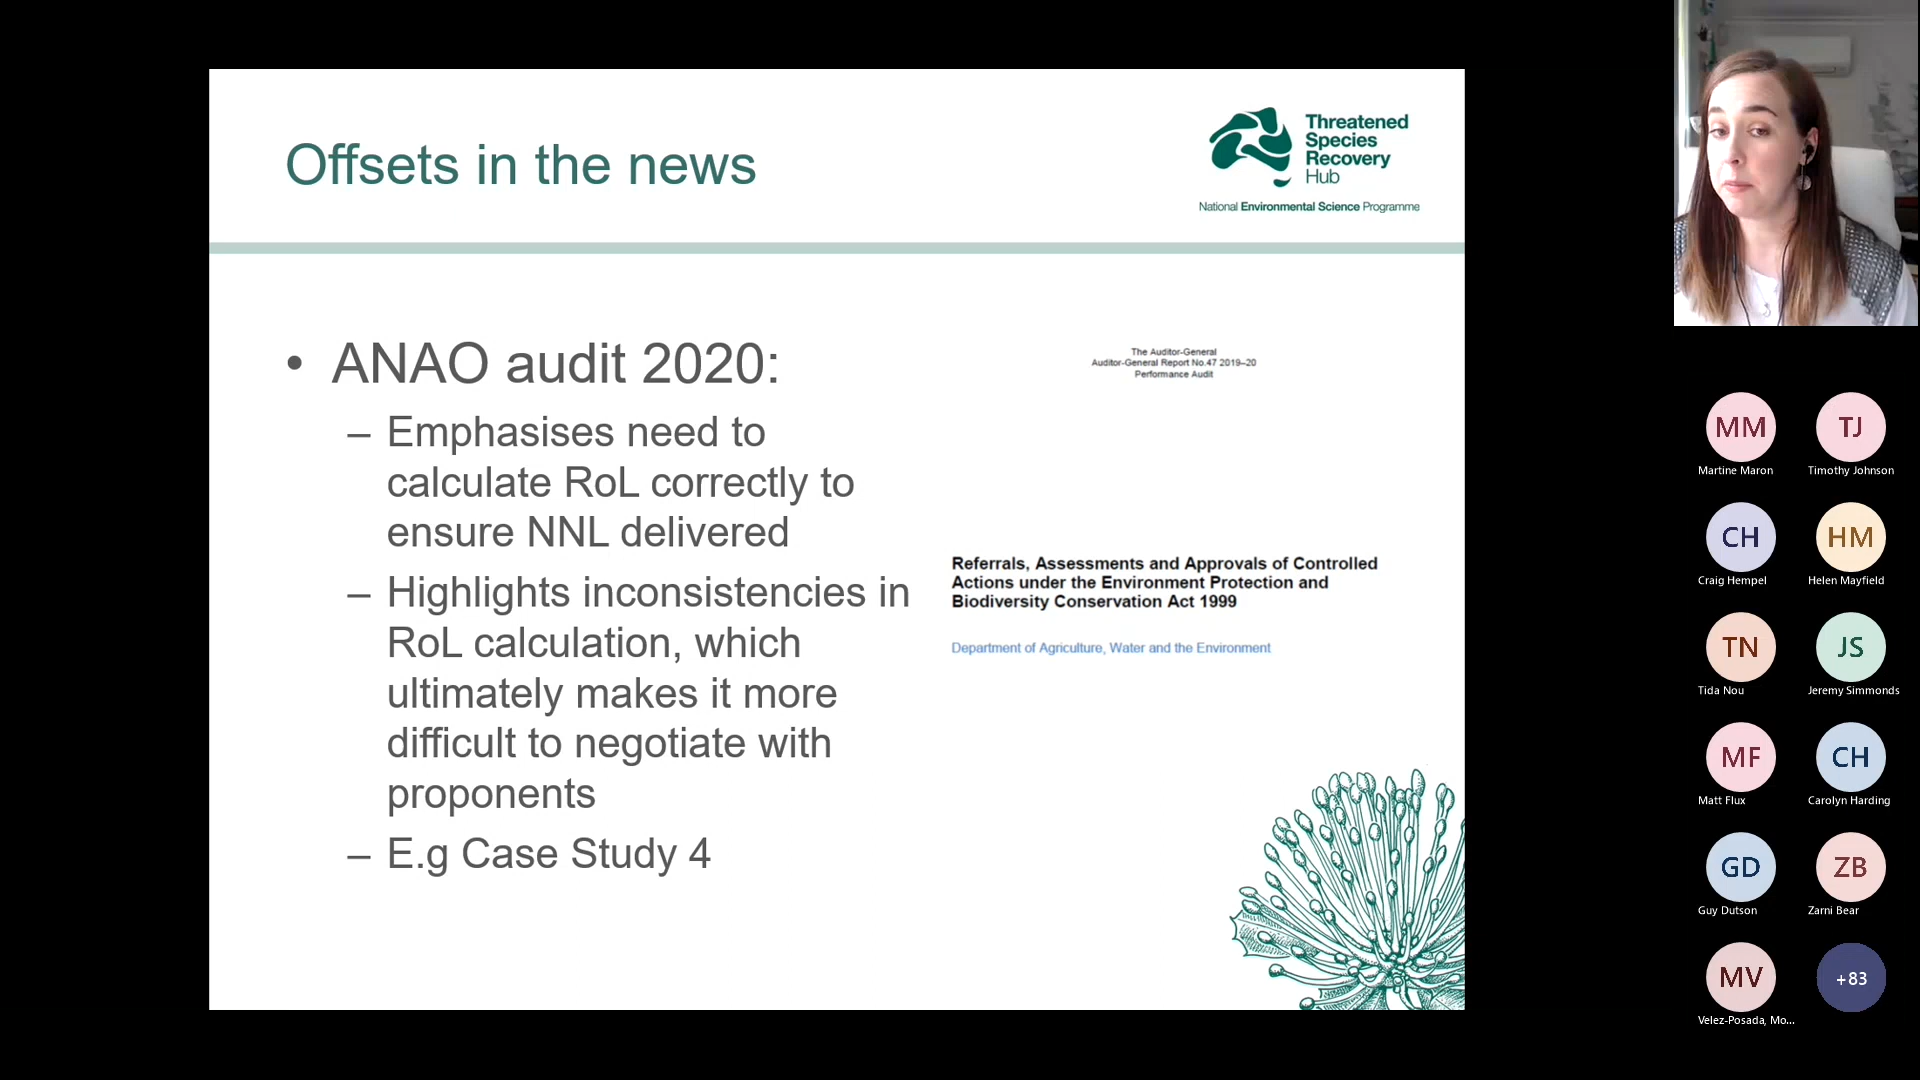 Offsets in the news
Threatened
Species
Recovery
Hub
National Environmental Science Programme
• ANAO audit 2020:
– Emphasises need to
calculate RoL correctly to
ensure NNL delivered
– Highlights inconsistencies in
RoL calculation, which
ultimately makes it more
difficult to negotiate with
proponents
– E.g Case Study 4
The Auditor-General
Auditor-General Report No.47 2019–20
Performance Audit
Referrals, Assessments and Approvals of Controlled
Actions under the Environment Protection and
Biodiversity Conservation Act 1999
Department of Agriculture, Water and the Environment
MM
Martine Maron
TJ
Timothy Johnson
CH
Craig Hempel
HM
Helen Mayfield
TN
Tida Nou
JS
Jeremy Simmonds
MF
Matt Flux
CH
Carolyn Harding
GD
Guy Dutson
ZB
Zarni Bear
MV
Velez-Posada, Mo...
+83